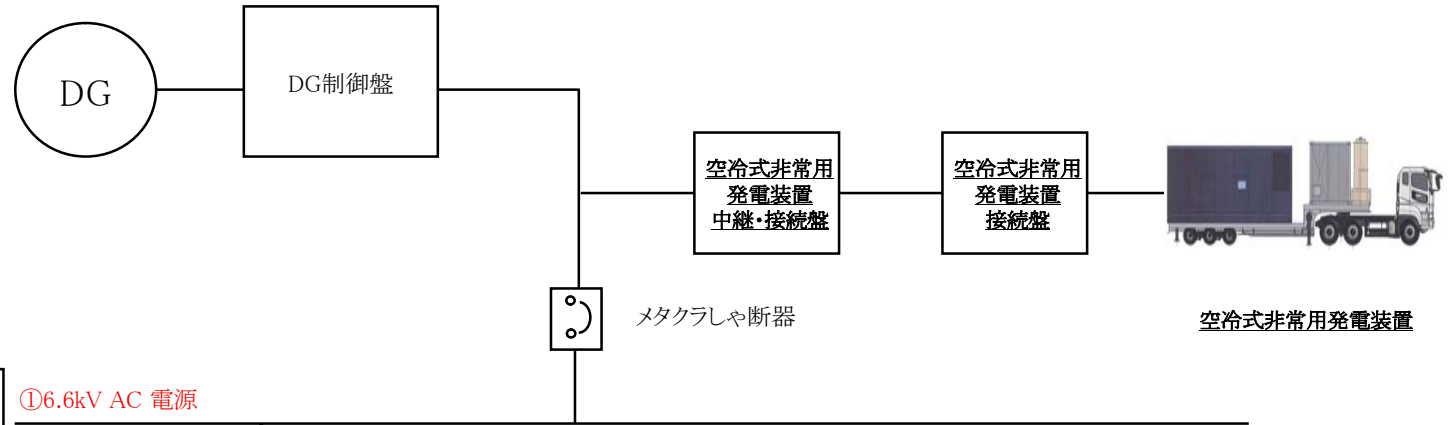 DG
DG制御盤
空冷式非常用
発電装置
中継・接続盤
空冷式非常用
発電装置
接続盤
メタクラしゃ断器
空冷式非常用発電装置
①6.6kV AC 電源